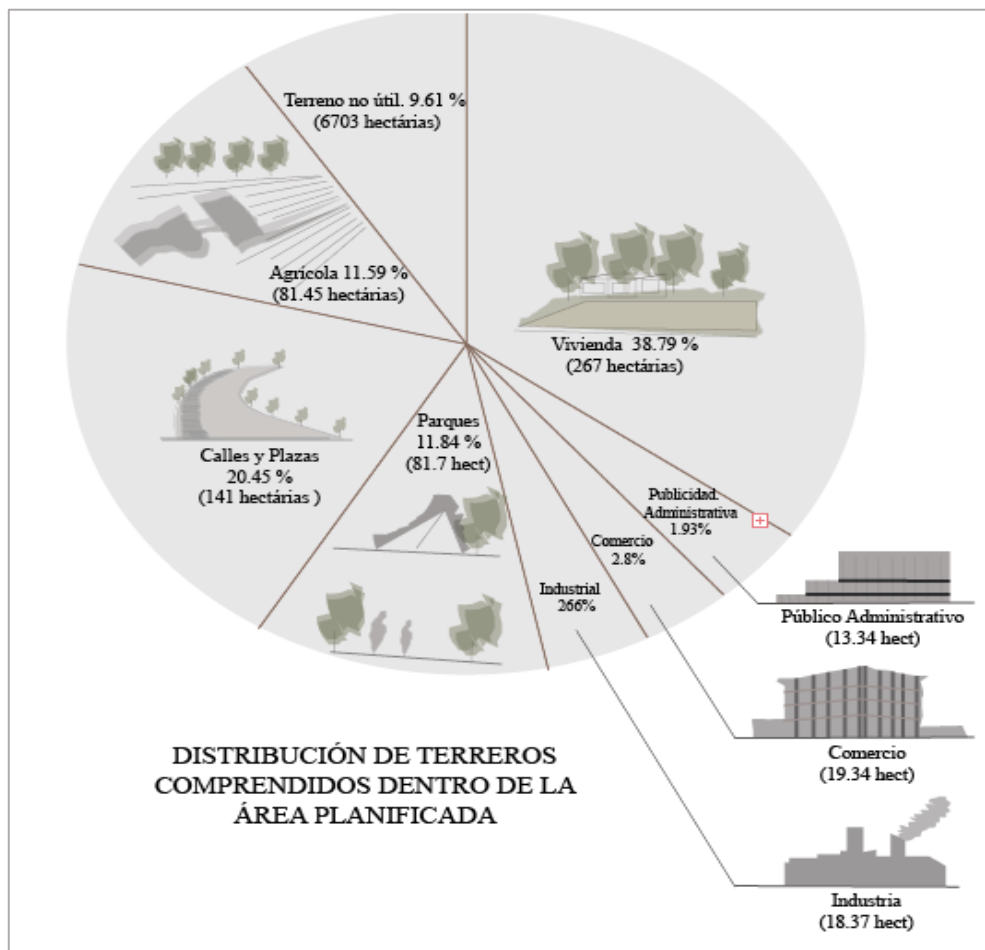 Terreno no útil. 9.61 %
(6703 hectárias)
Agrícola 11.59 %
(81.45 hectárias)
Vivienda 38.79 %
(267 hectárias)
Calles y Plazas
20.45 %
(141 hectárias )
Parques
11.84 %
(81.7 hect)
Publicidad.
Administrativa
1.93%
Comercio
2.8%
Industrial
266%
Público Administrativo
(13.34 hect)
Comercio
(19.34 hect)
Industria
(18.37 hect)
DISTRIBUCIÓN DE TERREROS
COMPRENDIDOS DENTRO DE LA
ÁREA PLANIFICADA